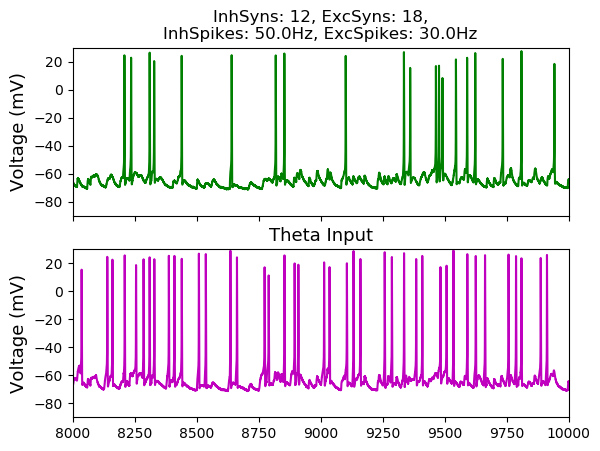 InhSyns: 12, ExcSyns: 18,
InhSpikes: 50.0Hz, ExcSpikes: 30.0Hz
Voltage (mV)
20
0
−20
−40
−60
−80
Theta Input
Voltage (mV)
20
0
−20
−40
−60
−80
8000 8250 8500 8750 9000 9250 9500 9750 10000